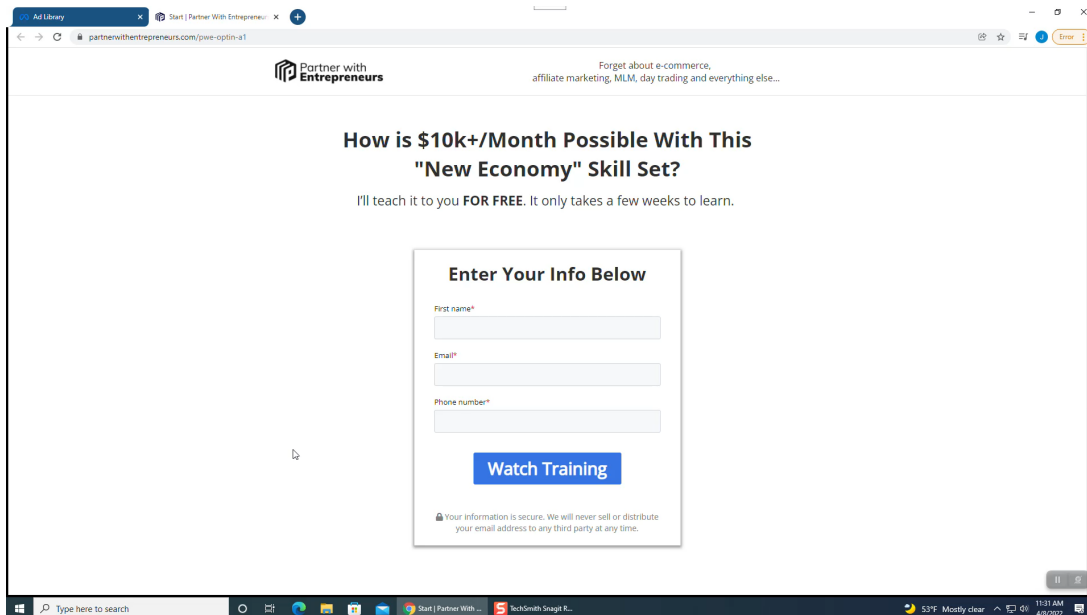 Ad Library
Start | Partner With Entrepreneur
partnerwithentrepreneurs.com/pwe-optin-a1
J
Error
Partner with
Entrepreneurs
Forget about e-commerce,
affiliate marketing, MLM, day trading and everything else...
How is $10k+/Month Possible With This
"New Economy" Skill Set?
I'll teach it to you FOR FREE. It only takes a few weeks to learn.
Enter Your Info Below
First name*
Email*
Phone number*
Watch Training
Your information is secure. We will never sell or distribute
your email address to any third party at any time.
Type here to search
Start | Partner With ...
TechSmith Snagit R...
53°F Mostly clear
11:31 AM
4/8/2022